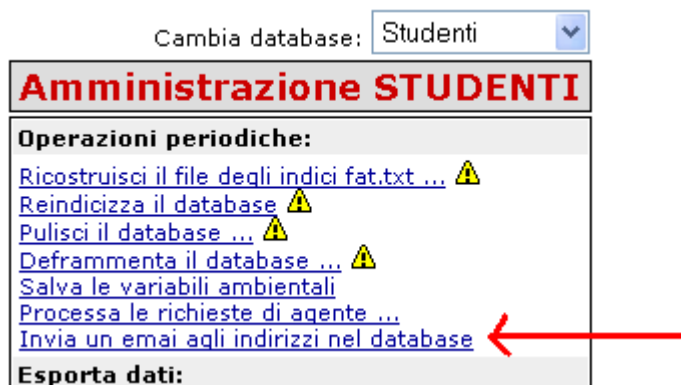 Cambia database: Studenti
Amministrazione STUDENTI
Operazioni periodiche:
Ricostruisci il file degli indici fat.txt ...
Reindicizza il database
Pulisci il database ...
Deframmenta il database ...
Salva le variabili ambientali
Processa le richieste di agente ...
Invia un emai agli indirizzi nel database
Esporta dati: